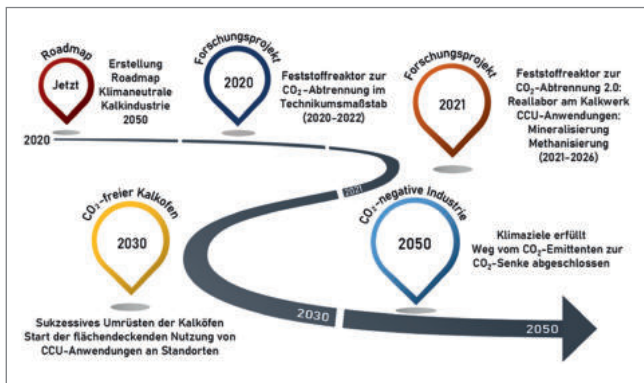 Roadmap
Jetzt
Erstellung
Roadmap
Klimaneutrale
Kalkindustrie
2050
Forschungsprojekt
2020
Feststoffreaktor zur
CO₂-Abtrennung im
Technikumsmaßstab
(2020-2022)
Forschungsprojekt
2021
Feststoffreaktor zur
CO₂-Abtrennung 2.0:
Reallabor am Kalkwerk
CCU-Anwendungen:
Mineralisierung
Methanisierung
(2021-2026)
2020
2021
CO₂-freier Kalkofen
2030
Sukzessives Umrüsten der Kalköfen
Start der flächendeckenden Nutzung von
CCU-Anwendungen an Standorten
CO₂-negative Industrie
2050
Klimaziele erfüllt
Weg vom CO₂-Emittenten zur
CO₂-Senke abgeschlossen
2030
2050